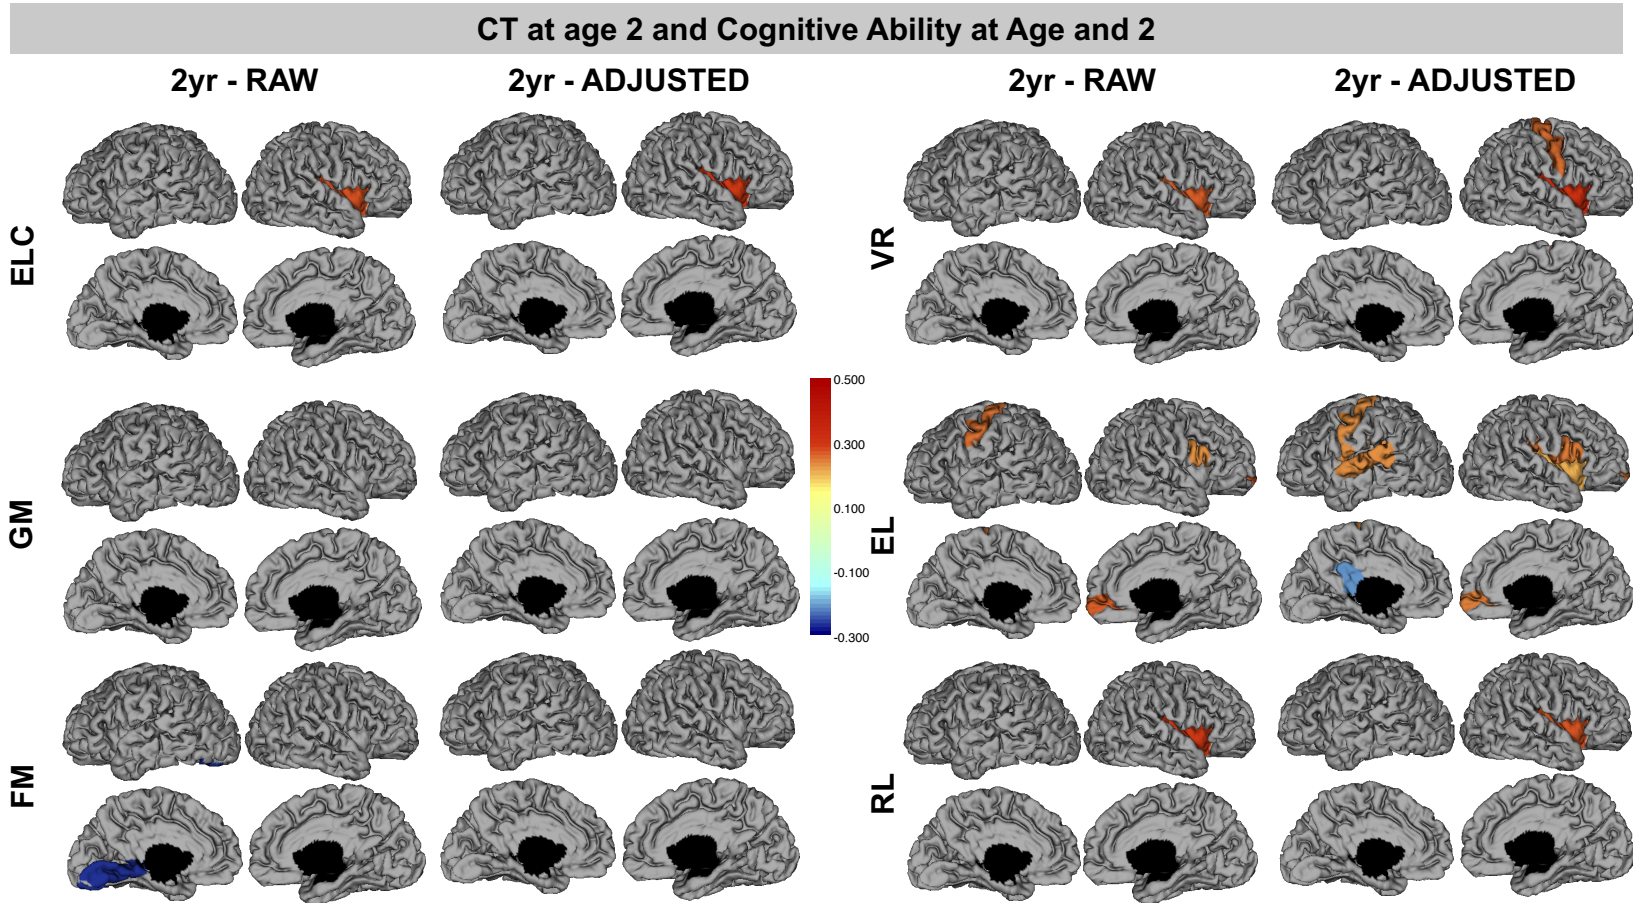 CT at age 2 and Cognitive Ability at Age and 2
2yr - RAW
2yr - ADJUSTED
2yr - RAW
2yr - ADJUSTED
ELC
VR
GM
0.500
0.300
0.100
-0.100
-0.300
EL
FM
RL